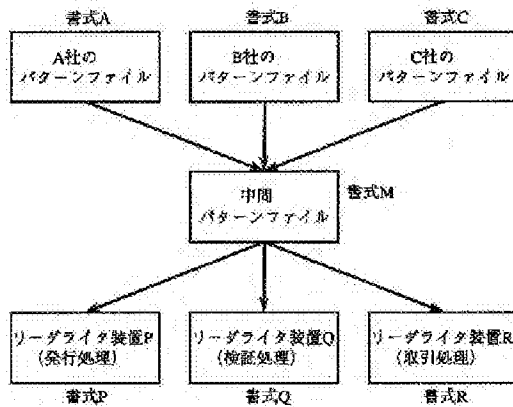 書式A
書式B
書式C
A社の
パターンファイル
B社の
パターンファイル
C社の
パターンファイル
中間
パターンファイル
書式M
リーダライタ装置P
(発行処理)
リーダライタ装置Q
(検証処理)
リーダライタ装置R
(取引処理)
書式P
書式Q
書式R